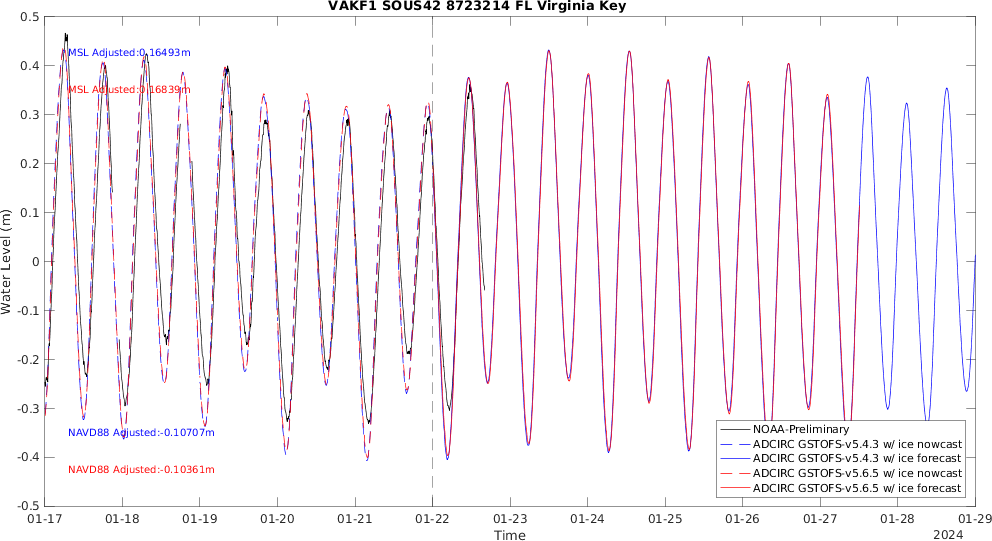 VAKF1 SOUS42 8723214 FL Virginia Key
0.5
0.4
0.3
0.2
0.1
0
-0.1
-0.2
-0.3
-0.4
-0.5
Water Level (m)
MSL Adjusted:0.16493m
MSL Adjusted:0.16839m
NAVD88 Adjusted:-0.10707m
NAVD88 Adjusted:-0.10361m
NOAA-Preliminary
ADCIRC GSTOFS-v5.4.3 w/ ice nowcast
ADCIRC GSTOFS-v5.4.3 w/ ice forecast
ADCIRC GSTOFS-v5.6.5 w/ ice nowcast
ADCIRC GSTOFS-v5.6.5 w/ ice forecast
01-17 01-18 01-19 01-20 01-21 01-22 01-23 01-24 01-25 01-26 01-27 01-28 01-29
Time
2024